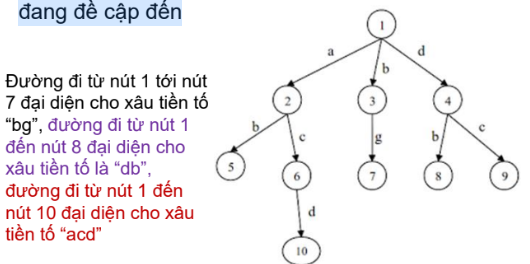 đang đề cập đến
Đường đi từ nút 1 tới nút
7 đại diện cho xâu tiền tố
“bg”, đường đi từ nút 1
đến nút 8 đại diện cho
xâu tiền tố là “db”,
đường đi từ nút 1 đến
nút 10 đại diện cho xâu
tiền tố “acd”
1
a
b
d
2
3
4
b
c
g
b
c
5
6
7
8
9
d
10